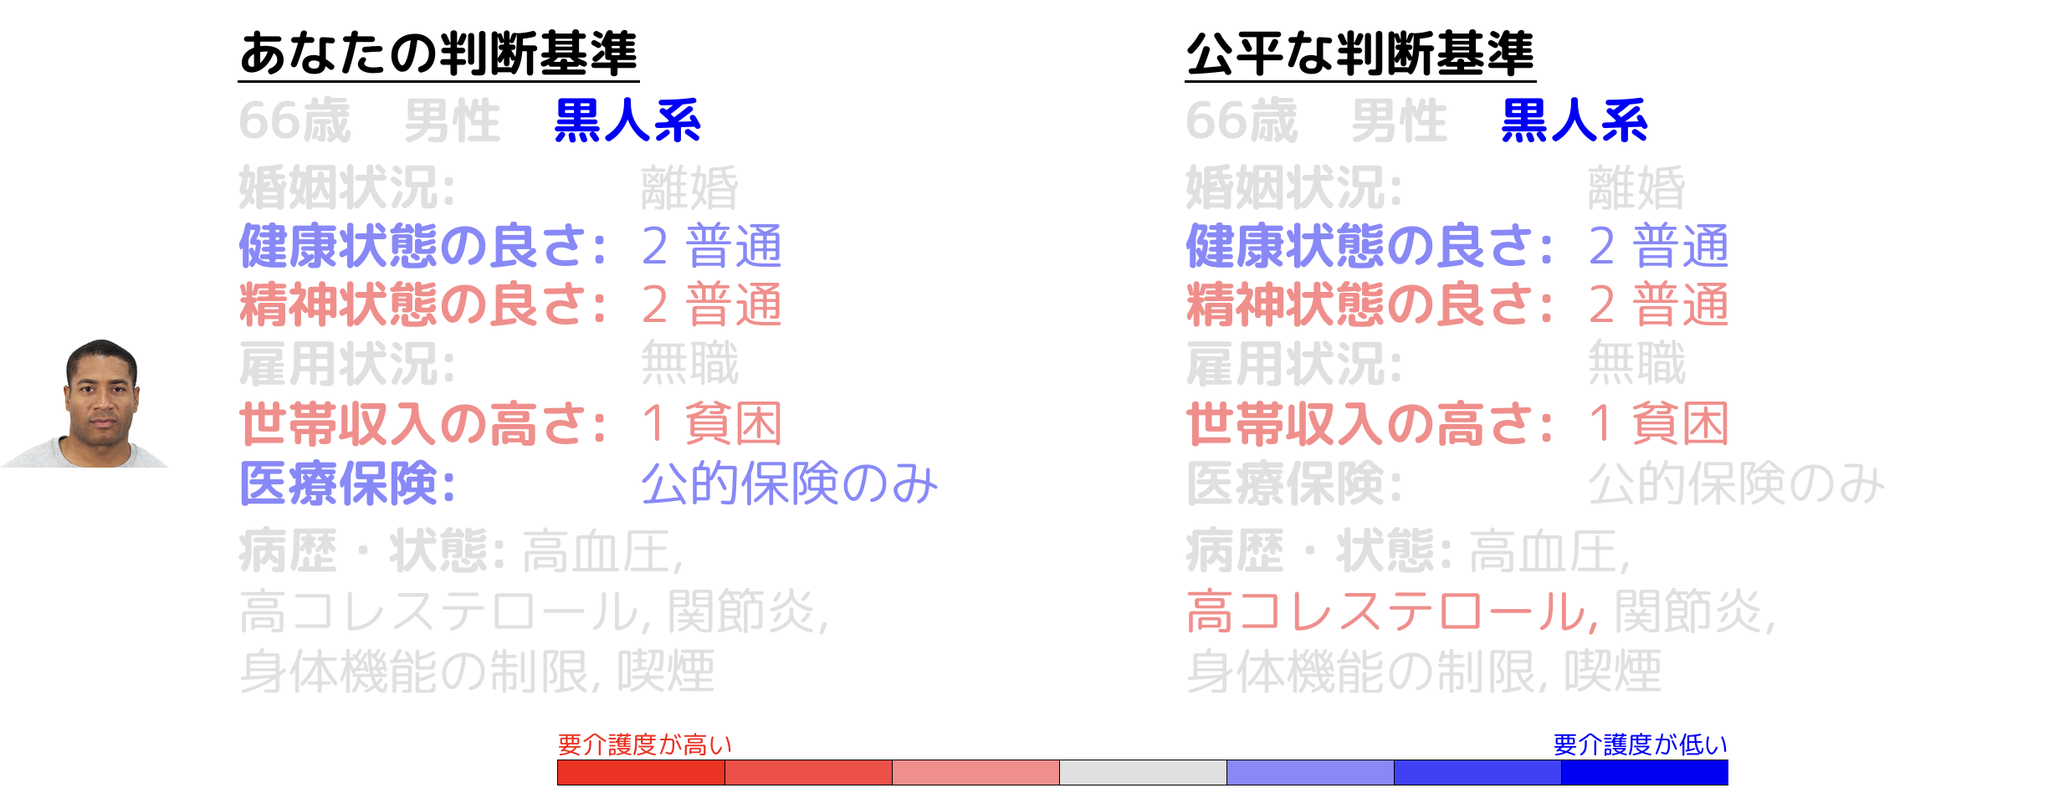 あなたの判断基準
66歳 男性 黒人系
婚姻状況: 離婚
健康状態の良さ: 2 普通
精神状態の良さ: 2 普通
雇用状況: 無職
世帯収入の高さ: 1 貧困
医療保険: 公的保険のみ
病歴・状態: 高血圧,
高コレステロール, 関節炎,
身体機能の制限, 喫煙
公平な判断基準
66歳 男性 黒人系
婚姻状況: 離婚
健康状態の良さ: 2 普通
精神状態の良さ: 2 普通
雇用状況: 無職
世帯収入の高さ: 1 貧困
医療保険: 公的保険のみ
病歴・状態: 高血圧,
高コレステロール, 関節炎,
身体機能の制限, 喫煙
要介護度が高い
要介護度が低い